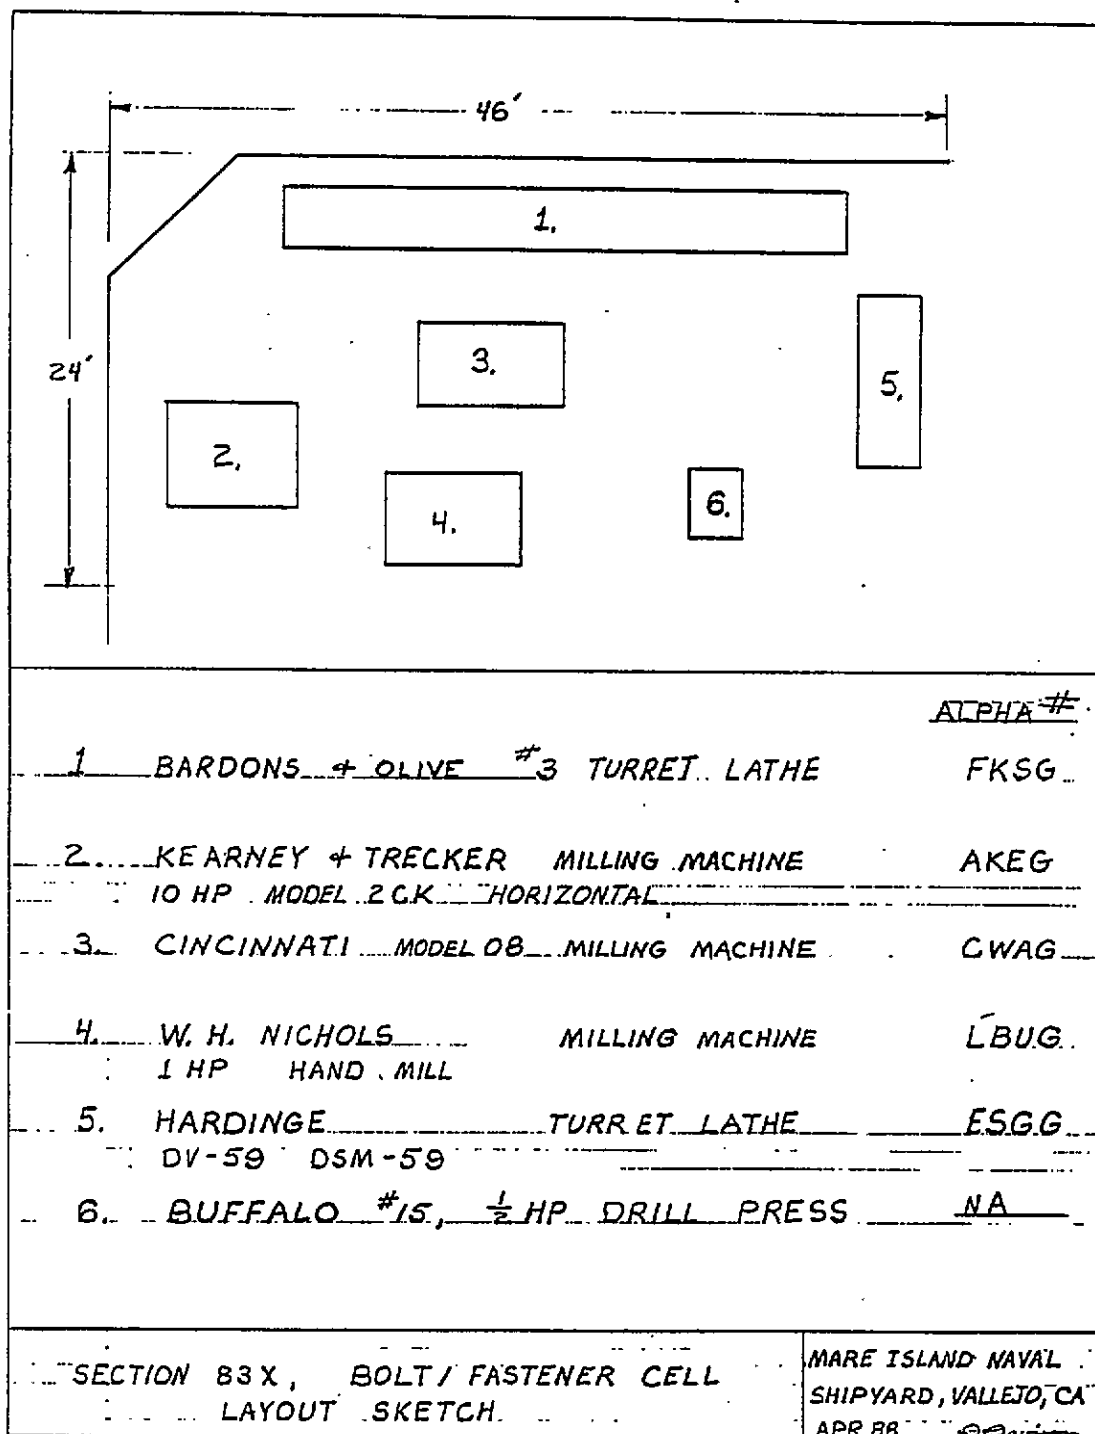 46'
1.
24'
3.
5.
2.
6.
4.
ALPHA #
1 BARDONS + OLIVE #3 TURRET LATHE FKSG
2. KEARNEY + TRECKER MILLING MACHINE AKEG
10 HP MODEL 2CK HORIZONTAL
3. CINCINNATI MODEL 08 MILLING MACHINE CWAG
4. W. H. NICHOLS MILLING MACHINE LBUG
1 HP HAND MILL
5. HARDINGE TURRET LATHE ESGG
DV-59 DSM-59
6. BUFFALO #15, 1/2 HP DRILL PRESS NA
SECTION 83X, BOLT / FASTENER CELL
LAYOUT SKETCH
MARE ISLAND NAVAL
SHIPYARD, VALLEJO, CA
APR 88